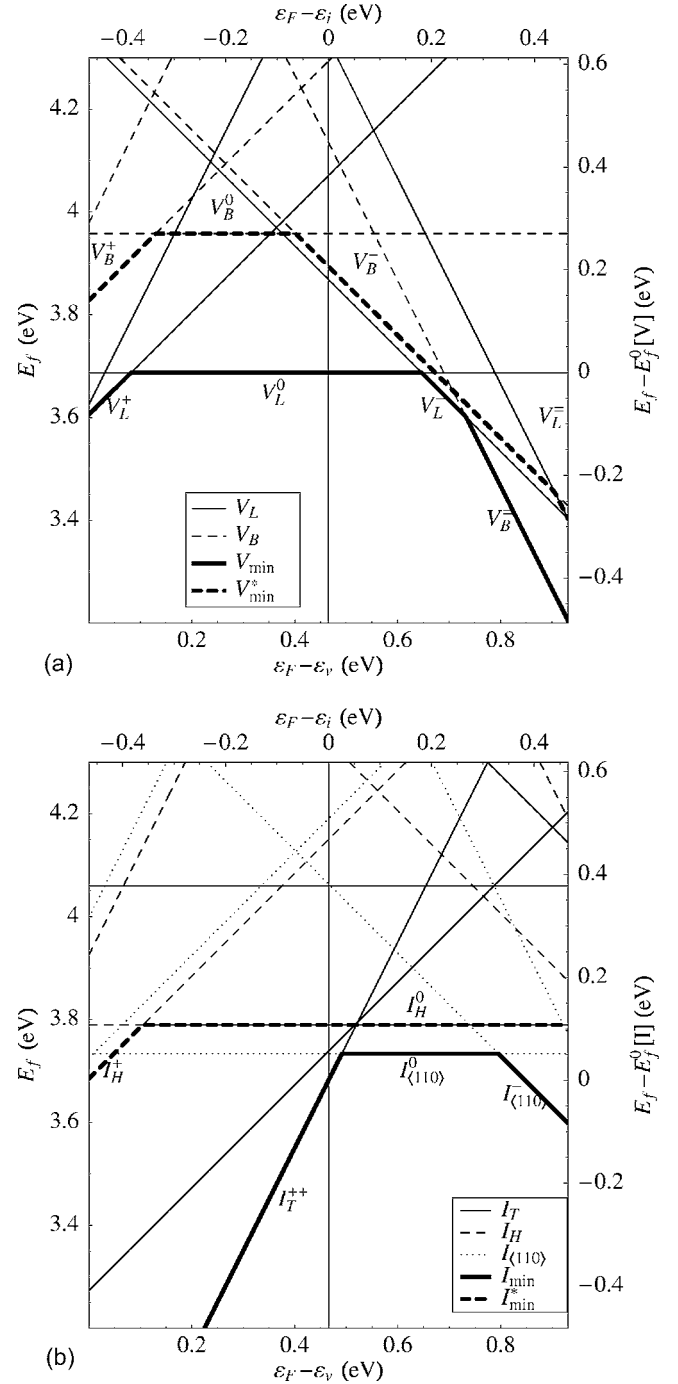 ε_F−ε_i (eV)
−0.4 −0.2 0 0.2 0.4
4.2
4
3.8
3.6
3.4
E_f (eV)
0.6
0.4
0.2
0
−0.2
−0.4
E_f−E_f^0[V] (eV)
V_B^0
V_B^+
V_B^-
V_L^+
V_L^0
V_L^-
V_L^=
V_B^=
V_L
V_B
V_min
V*_min
0.2 0.4 0.6 0.8
(a)
ε_F−ε_v (eV)
ε_F−ε_i (eV)
−0.4 −0.2 0 0.2 0.4
4.2
4
3.8
3.6
3.4
E_f (eV)
0.6
0.4
0.2
0
−0.2
−0.4
E_f−E_f^0[I] (eV)
I_H^0
I_H^+
I_⟨110⟩^0
I_⟨110⟩^-
I_T^++
I_T
I_H
I_⟨110⟩
I_min
I*_min
0.2 0.4 0.6 0.8
(b)
ε_F−ε_v (eV)